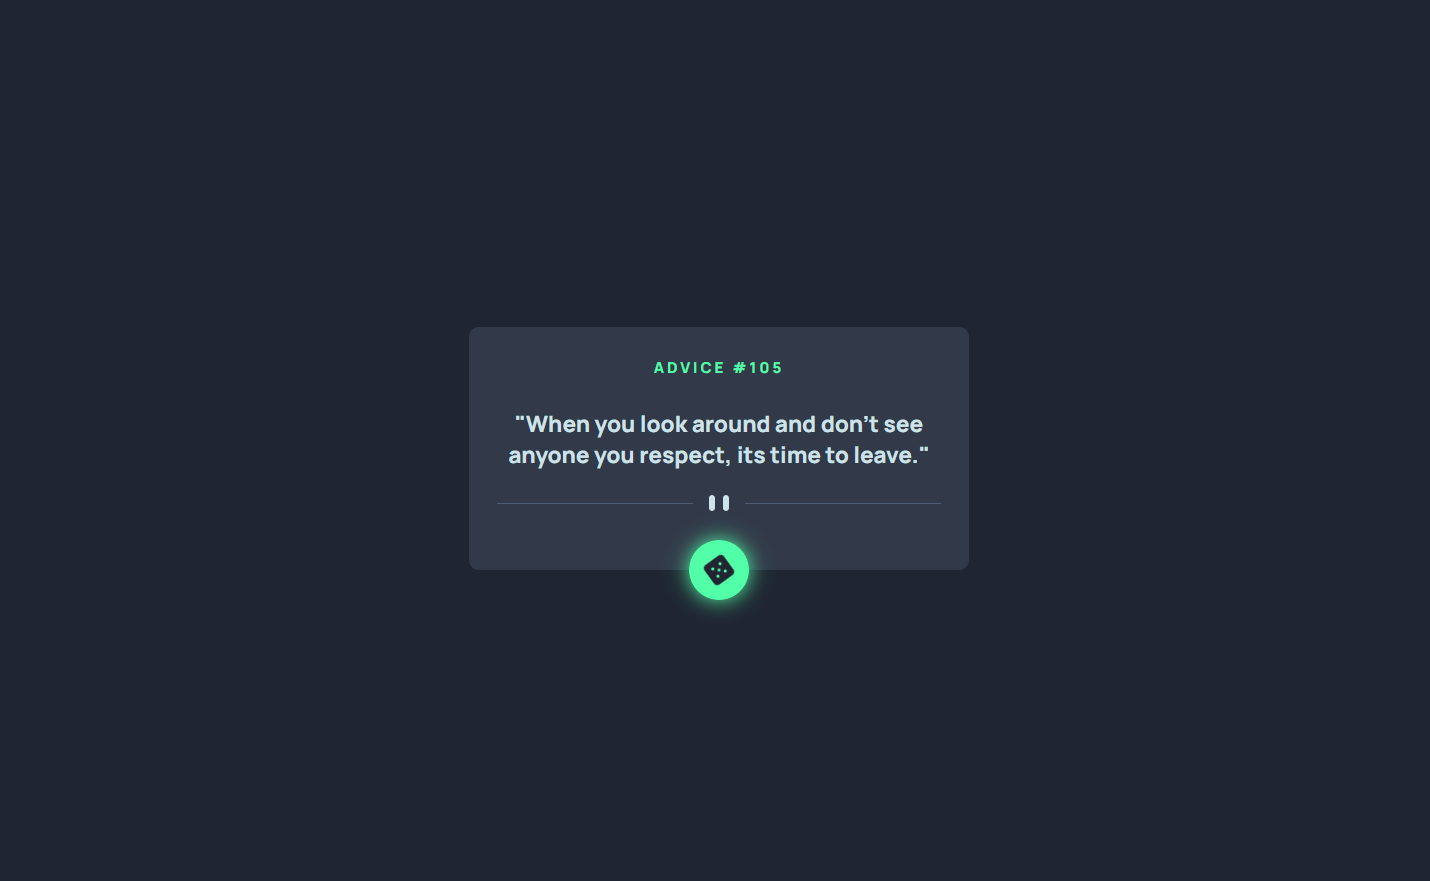 ADVICE #105
"When you look around and don't see
anyone you respect, its time to leave."